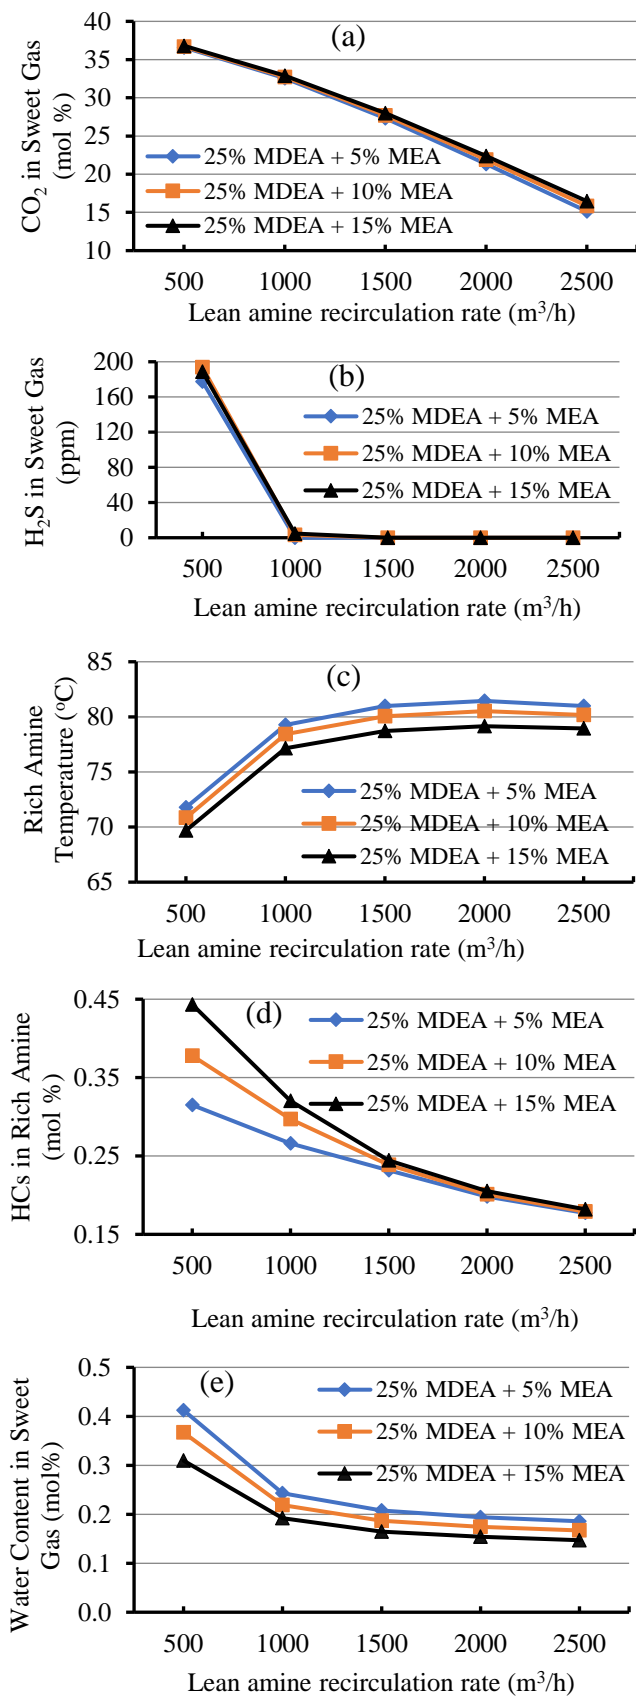 (a)
CO₂ in Sweet Gas
(mol %)
40
35
30
25
20
15
10
25% MDEA + 5% MEA
25% MDEA + 10% MEA
25% MDEA + 15% MEA
500 1000 1500 2000 2500
Lean amine recirculation rate (m³/h)
(b)
H₂S in Sweet Gas
(ppm)
200
160
120
80
40
0
25% MDEA + 5% MEA
25% MDEA + 10% MEA
25% MDEA + 15% MEA
500 1000 1500 2000 2500
Lean amine recirculation rate (m³/h)
(c)
Rich Amine
Temperature (°C)
85
80
75
70
65
25% MDEA + 5% MEA
25% MDEA + 10% MEA
25% MDEA + 15% MEA
500 1000 1500 2000 2500
Lean amine recirculation rate (m³/h)
(d)
HCs in Rich Amine
(mol %)
0.45
0.35
0.25
0.15
25% MDEA + 5% MEA
25% MDEA + 10% MEA
25% MDEA + 15% MEA
500 1000 1500 2000 2500
Lean amine recirculation rate (m³/h)
(e)
Water Content in Sweet
Gas (mol%)
0.5
0.4
0.3
0.2
0.1
0.0
25% MDEA + 5% MEA
25% MDEA + 10% MEA
25% MDEA + 15% MEA
500 1000 1500 2000 2500
Lean amine recirculation rate (m³/h)